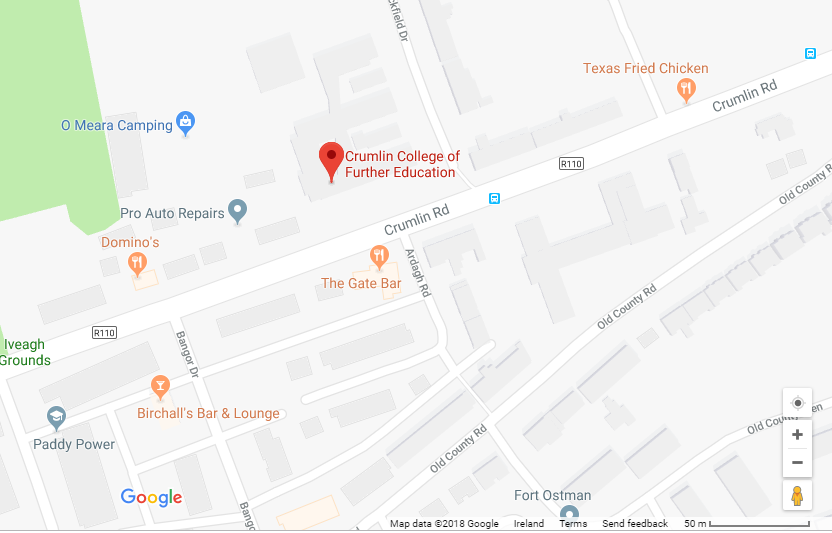 ckfield Dr
Texas Fried Chicken
Crumlin Rd
O Meara Camping
Crumlin College of
Further Education
R110
Old County R
Pro Auto Repairs
Crumlin Rd
Domino's
The Gate Bar
Ardagh Rd
Old County Rd
R110
Iveagh
Grounds
Bangor Dr
Birchall's Bar & Lounge
Paddy Power
Old County Rd
Old Coun
en
Google
Bango
Fort Ostman
Map data ©2018 Google
Ireland
Terms
Send feedback
50 m